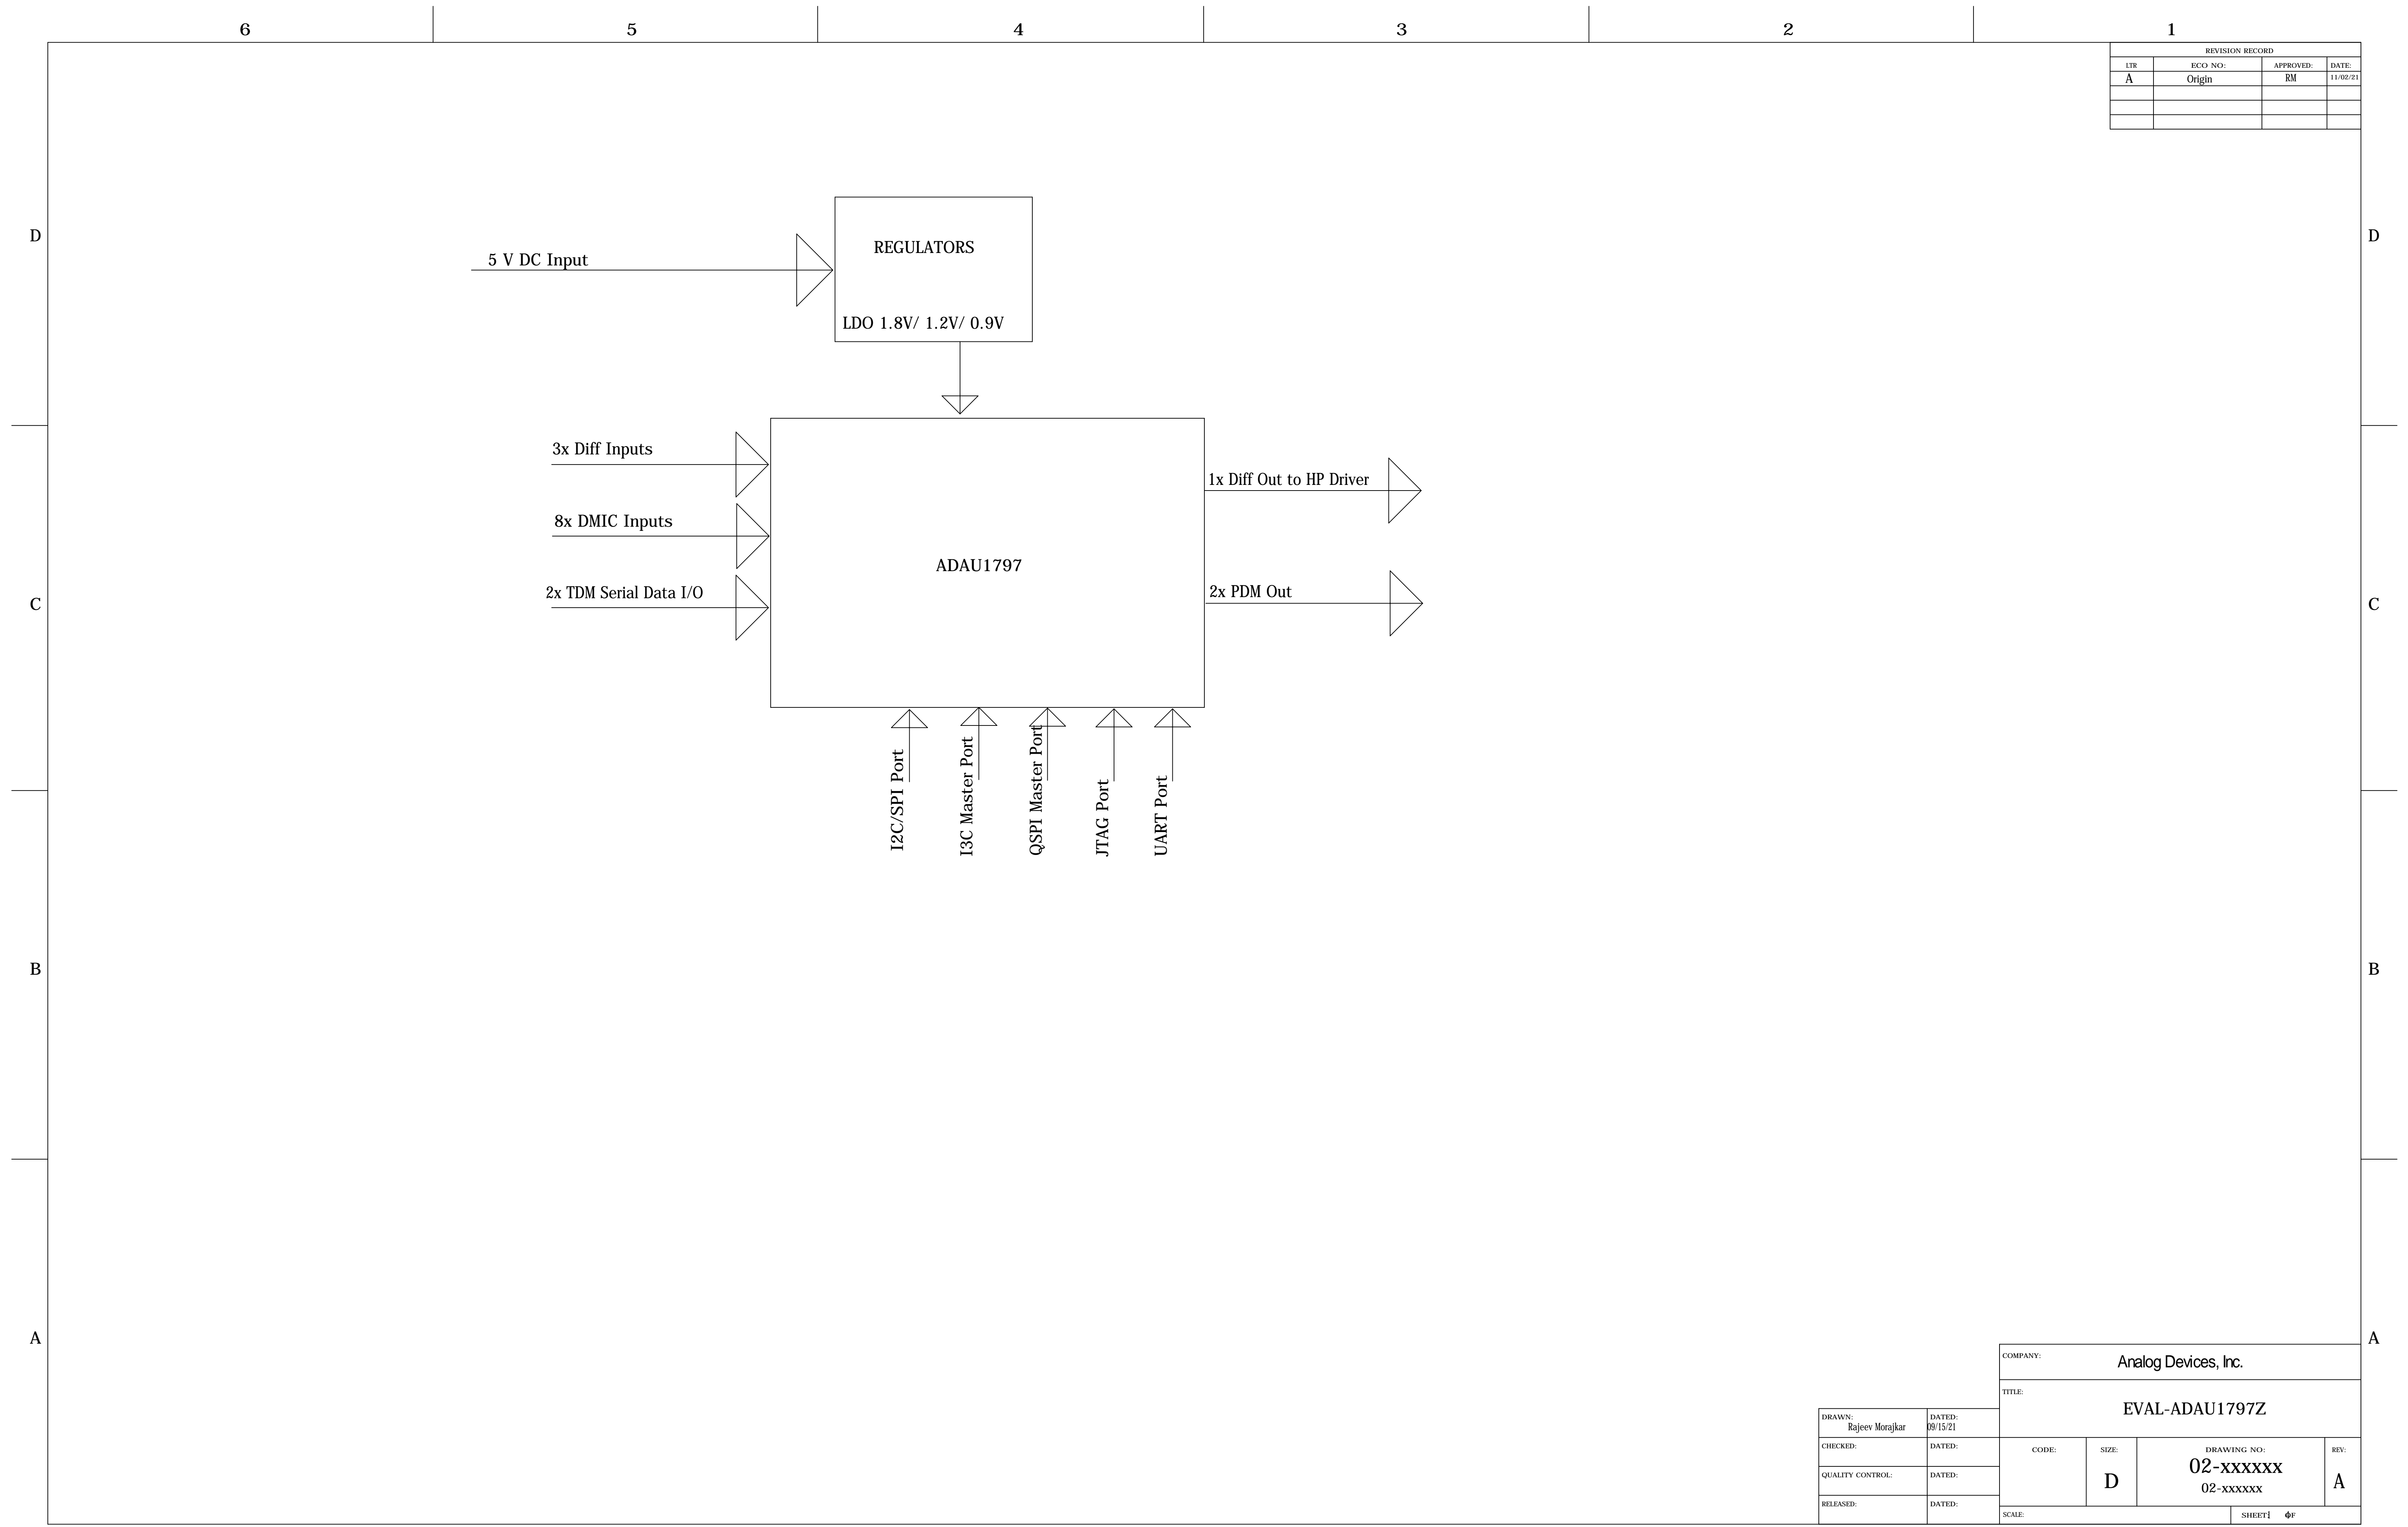 6 5 4 3 2 1
REVISION RECORD
LTR ECO NO: APPROVED: DATE:
A Origin RM 11/02/21
D D
REGULATORS
5 V DC Input
LDO 1.8V/ 1.2V/ 0.9V
3x Diff Inputs
1x Diff Out to HP Driver
8x DMIC Inputs
ADAU1797
2x TDM Serial Data I/O
2x PDM Out
C C
I2C/SPI Port
I3C Master Port
QSPI Master Port
JTAG Port
UART Port
B B
A A
COMPANY:
Analog Devices, Inc.
TITLE:
EVAL-ADAU1797Z
DRAWN: DATED:
Rajeev Morajkar 09/15/21
CHECKED: DATED:
QUALITY CONTROL: DATED:
RELEASED: DATED:
CODE: SIZE: DRAWING NO: REV:
02-xxxxxx
D A
02-xxxxxx
SCALE: SHEET: